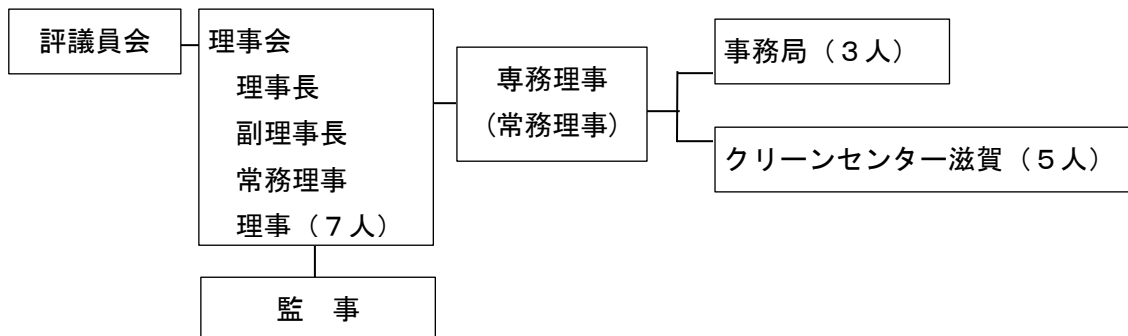 評議員会
理事会
理事長
副理事長
常務理事
理事（７人）
監　事
専務理事
（常務理事）
事務局（３人）
クリーンセンター滋賀（５人）